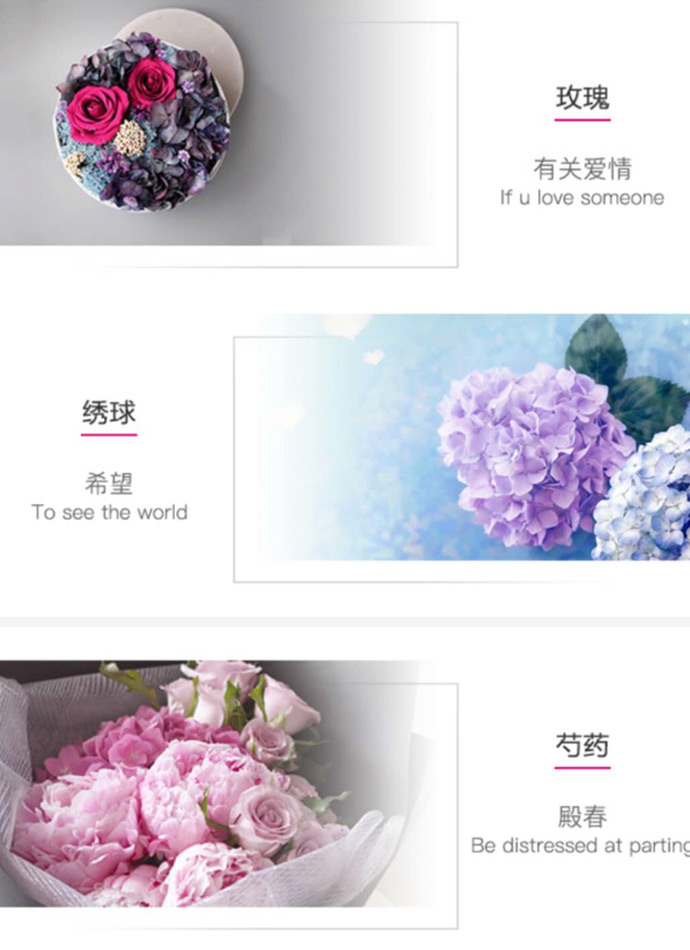 玫瑰
有关爱情
If u love someone
绣球
希望
To see the world
芍药
殿春
Be distressed at parting